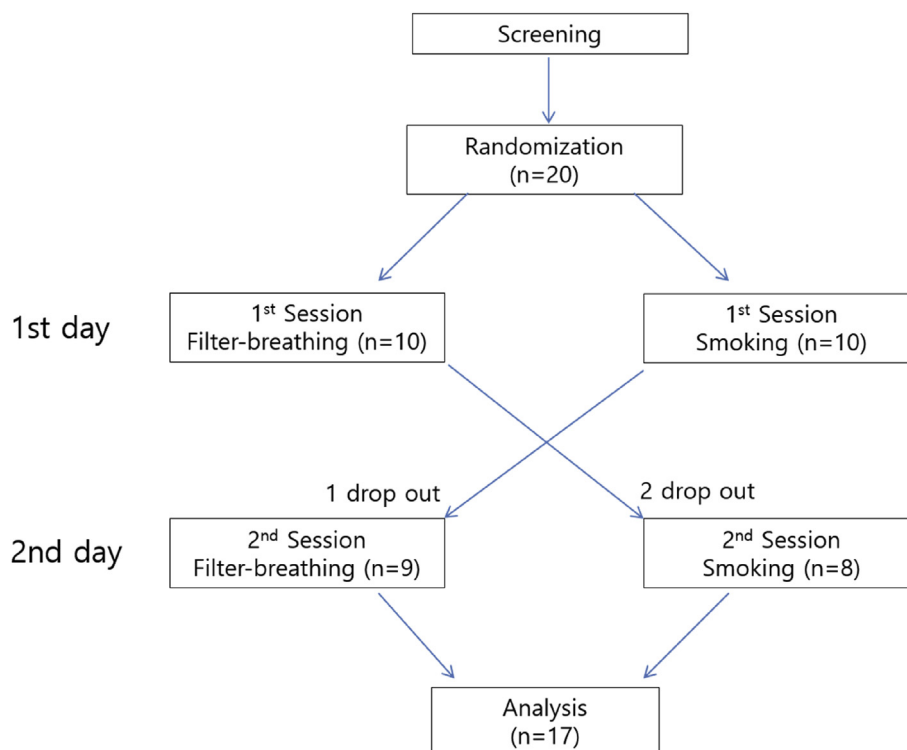 Screening
Randomization
(n=20)
1st day
1st Session
Filter-breathing (n=10)
1st Session
Smoking (n=10)
1 drop out
2 drop out
2nd day
2nd Session
Filter-breathing (n=9)
2nd Session
Smoking (n=8)
Analysis
(n=17)